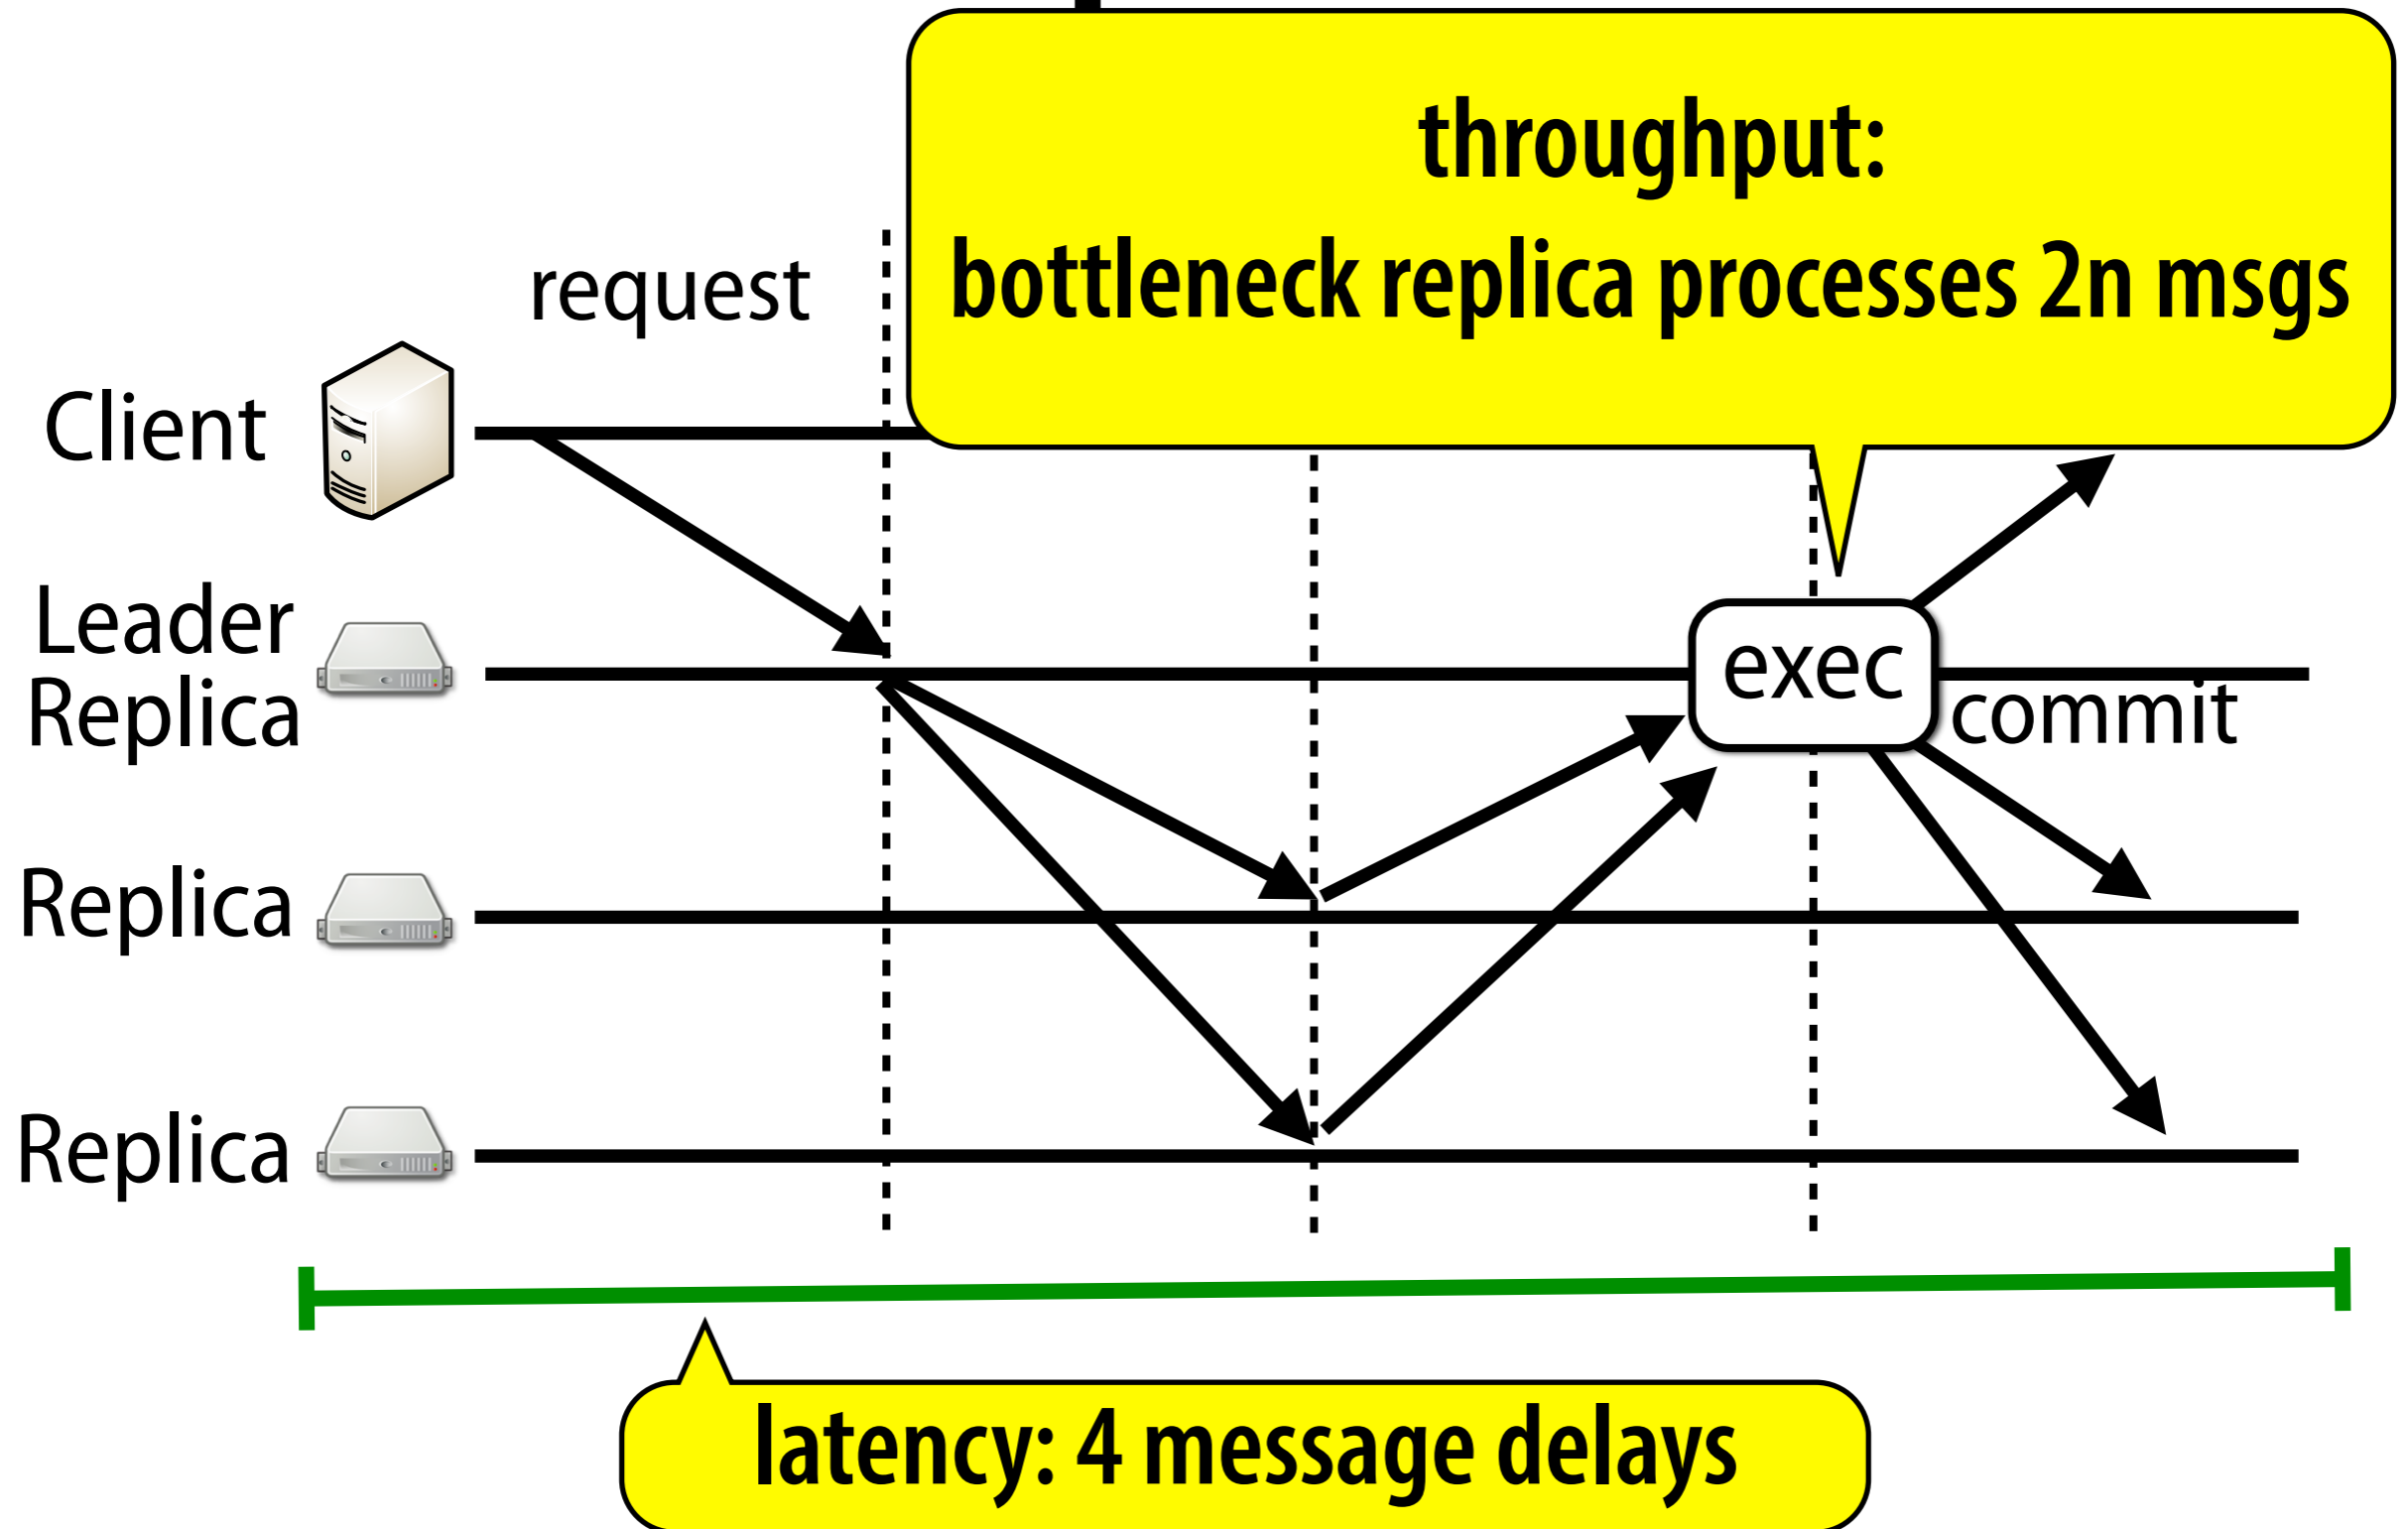 throughput:
bottleneck replica processes 2n msgs
request
Client
Leader
Replica
exec
commit
Replica
Replica
latency: 4 message delays